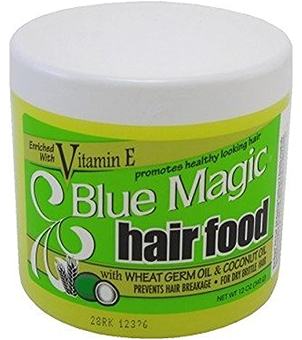 Enriched With Vitamin E
promotes healthy looking hair
Blue Magic
hair food
with WHEAT GERM OIL & COCONUT OIL
PREVENTS HAIR BREAKAGE • FOR DRY BRITTLE HAIR
NET WT 12 OZ (340g)
28RK 12376